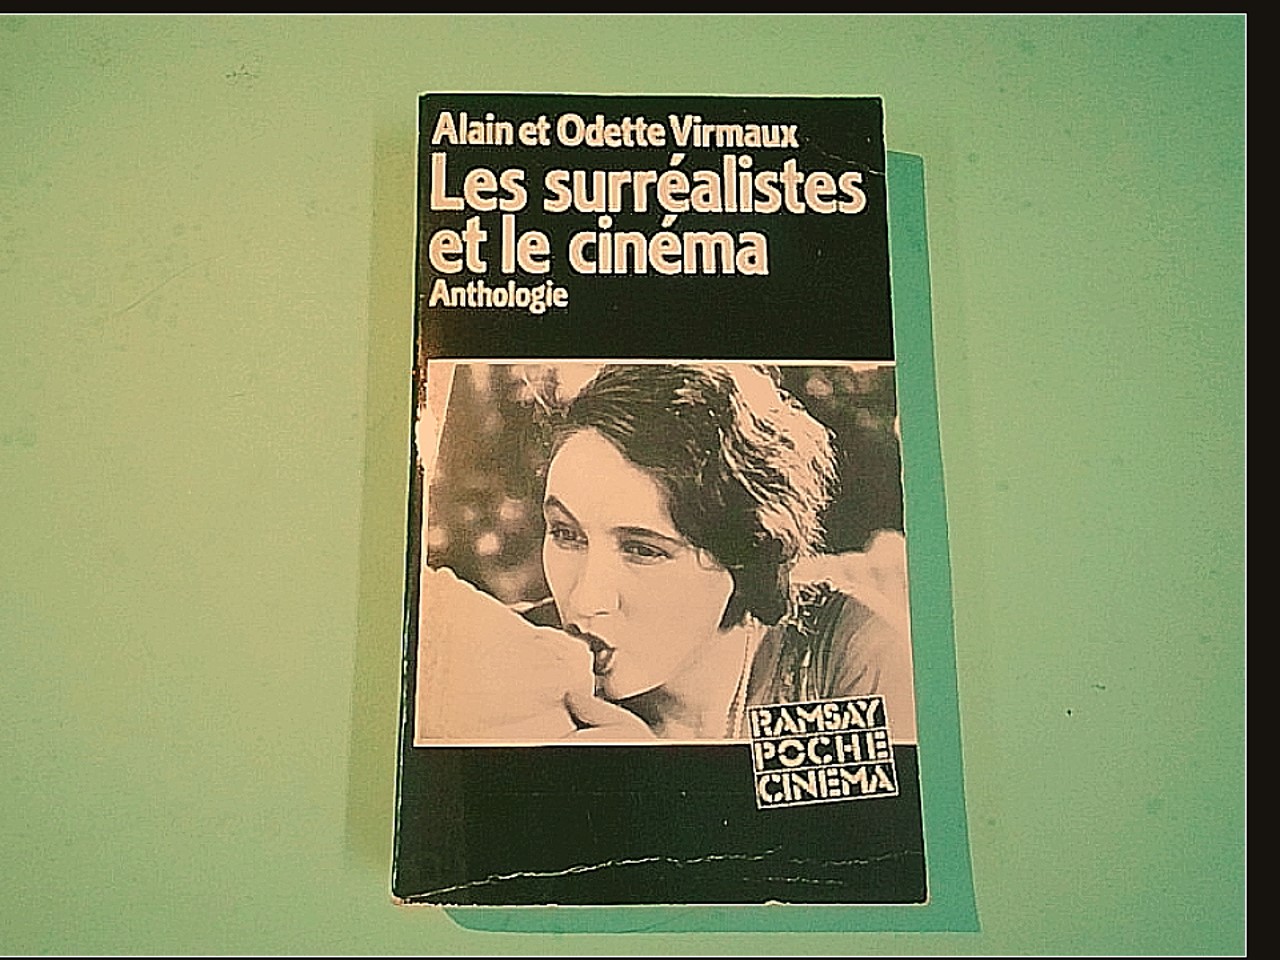 Alain et Odette Virmaux
Les surréalistes
et le cinéma
Anthologie
RAMSAY
POCHE
CINEMA